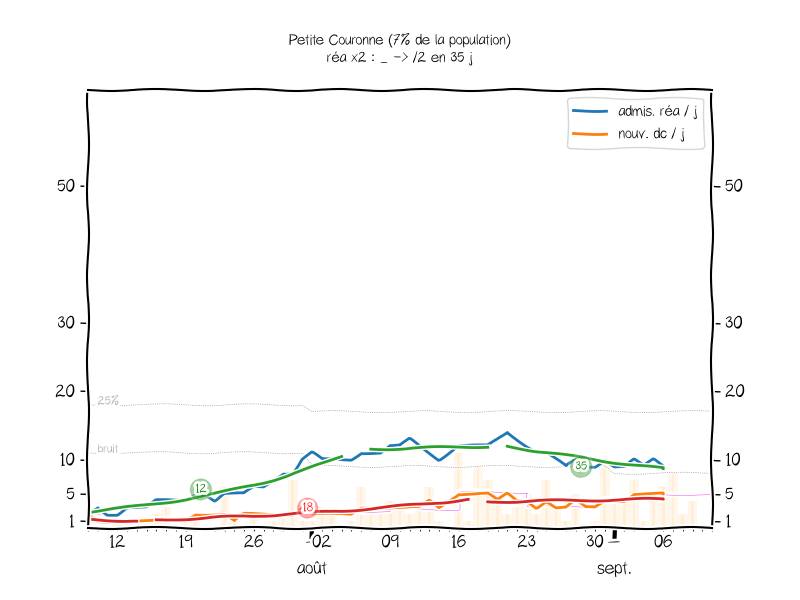 Petite Couronne (7% de la population)
réa x2 : _ -> /2 en 35 j
admis. réa / j
nouv. dc / j
50 50
30 30
20 20
25%
bruit
10 10
35
12
5 5
18
1 1
12 19 26 02 09 16 23 30 06
août sept.